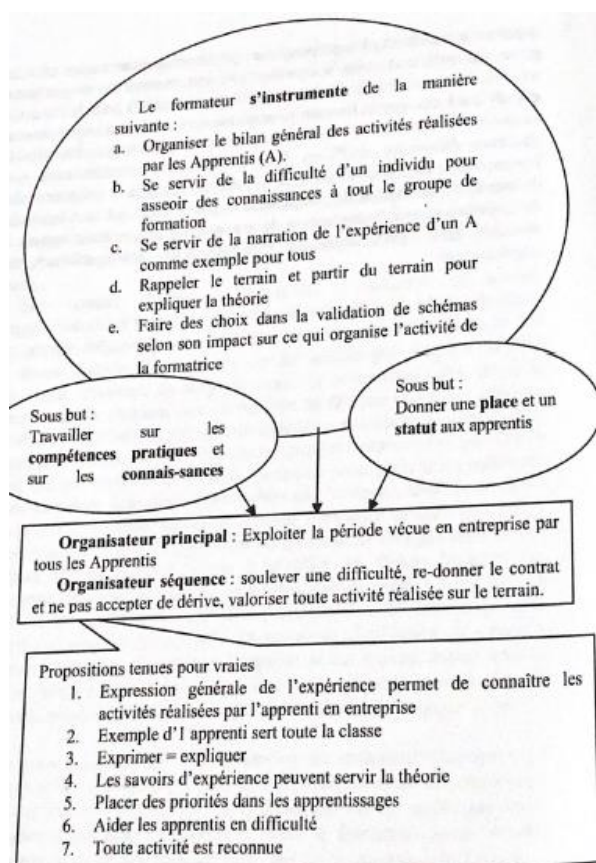 Le formateur s'instrumente de la manière
suivante :
a. Organiser le bilan général des activités réalisées
par les Apprentis (A).
b. Se servir de la difficulté d'un individu pour
asseoir des connaissances à tout le groupe de
formation
c. Se servir de la narration de l'expérience d'un A
comme exemple pour tous
d. Rappeler le terrain et partir du terrain pour
expliquer la théorie
e. Faire des choix dans la validation de schémas
selon son impact sur ce qui organise l'activité de
la formatrice
Sous but :
Travailler sur les
compétences pratiques et
sur les connais-sances
Sous but :
Donner une place et un
statut aux apprentis
Organisateur principal : Exploiter la période vécue en entreprise par
tous les Apprentis
Organisateur séquence : soulever une difficulté, re-donner le contrat
et ne pas accepter de dérive, valoriser toute activité réalisée sur le terrain.
Propositions tenues pour vraies
1. Expression générale de l'expérience permet de connaître les
activités réalisées par l'apprenti en entreprise
2. Exemple d'1 apprenti sert toute la classe
3. Exprimer = expliquer
4. Les savoirs d'expérience peuvent servir la théorie
5. Placer des priorités dans les apprentissages
6. Aider les apprentis en difficulté
7. Toute activité est reconnue